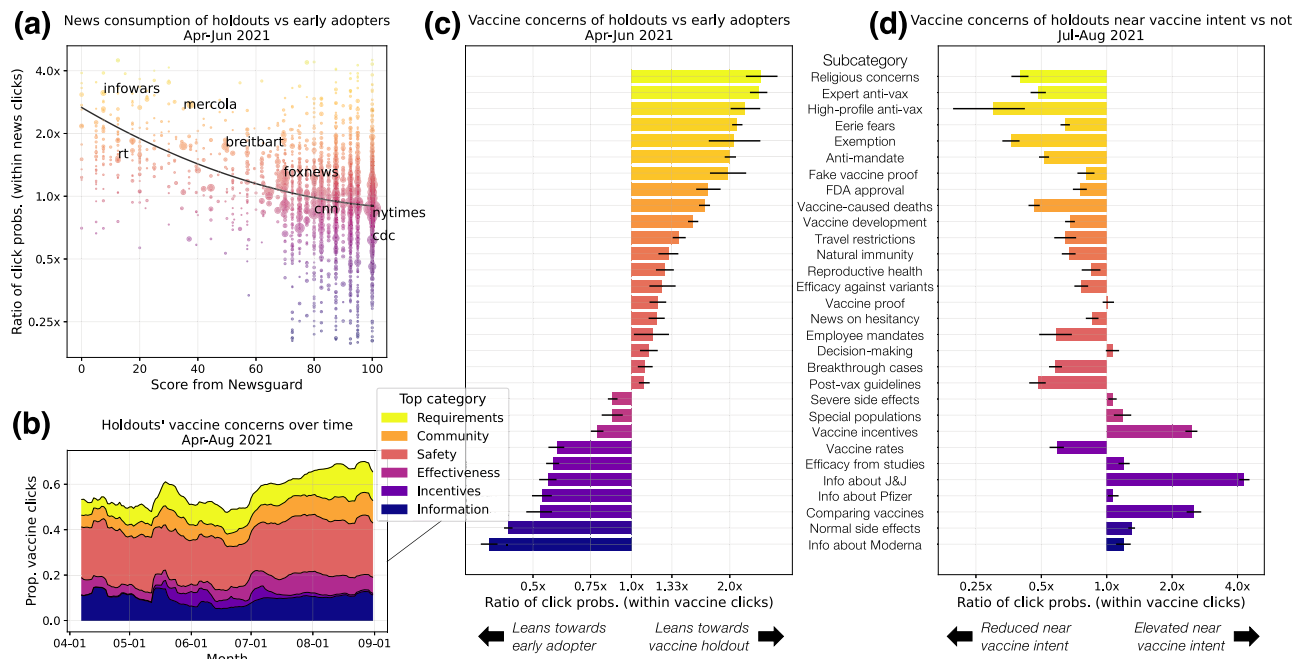 (a)
News consumption of holdouts vs early adopters
Apr-Jun 2021
Ratio of click probs. (within news clicks)
4.0x
2.0x
1.0x
0.5x
0.25x
infowars
mercola
rt
breitbart
foxnews
cnn
nytimes
cdc
0
20
40
60
80
100
Score from Newsguard
(b)
Holdouts' vaccine concerns over time
Apr-Aug 2021
Prop. vaccine clicks
0.6
0.4
0.2
0.0
04-01
05-01
06-01
07-01
08-01
09-01
Month
Top category
Requirements
Community
Safety
Effectiveness
Incentives
Information
(c)
Vaccine concerns of holdouts vs early adopters
Apr-Jun 2021
0.5x
0.75x
1.0x
1.33x
2.0x
Ratio of click probs. (within vaccine clicks)
Leans towards
early adopter
Leans towards
vaccine holdout
(d)
Vaccine concerns of holdouts near vaccine intent vs not
Jul-Aug 2021
Subcategory
Religious concerns
Expert anti-vax
High-profile anti-vax
Eerie fears
Exemption
Anti-mandate
Fake vaccine proof
FDA approval
Vaccine-caused deaths
Vaccine development
Travel restrictions
Natural immunity
Reproductive health
Efficacy against variants
Vaccine proof
News on hesitancy
Employee mandates
Decision-making
Breakthrough cases
Post-vax guidelines
Severe side effects
Special populations
Vaccine incentives
Vaccine rates
Efficacy from studies
Info about J&J
Info about Pfizer
Comparing vaccines
Normal side effects
Info about Moderna
0.25x
0.5x
1.0x
2.0x
4.0x
Ratio of click probs. (within vaccine clicks)
Reduced near
vaccine intent
Elevated near
vaccine intent